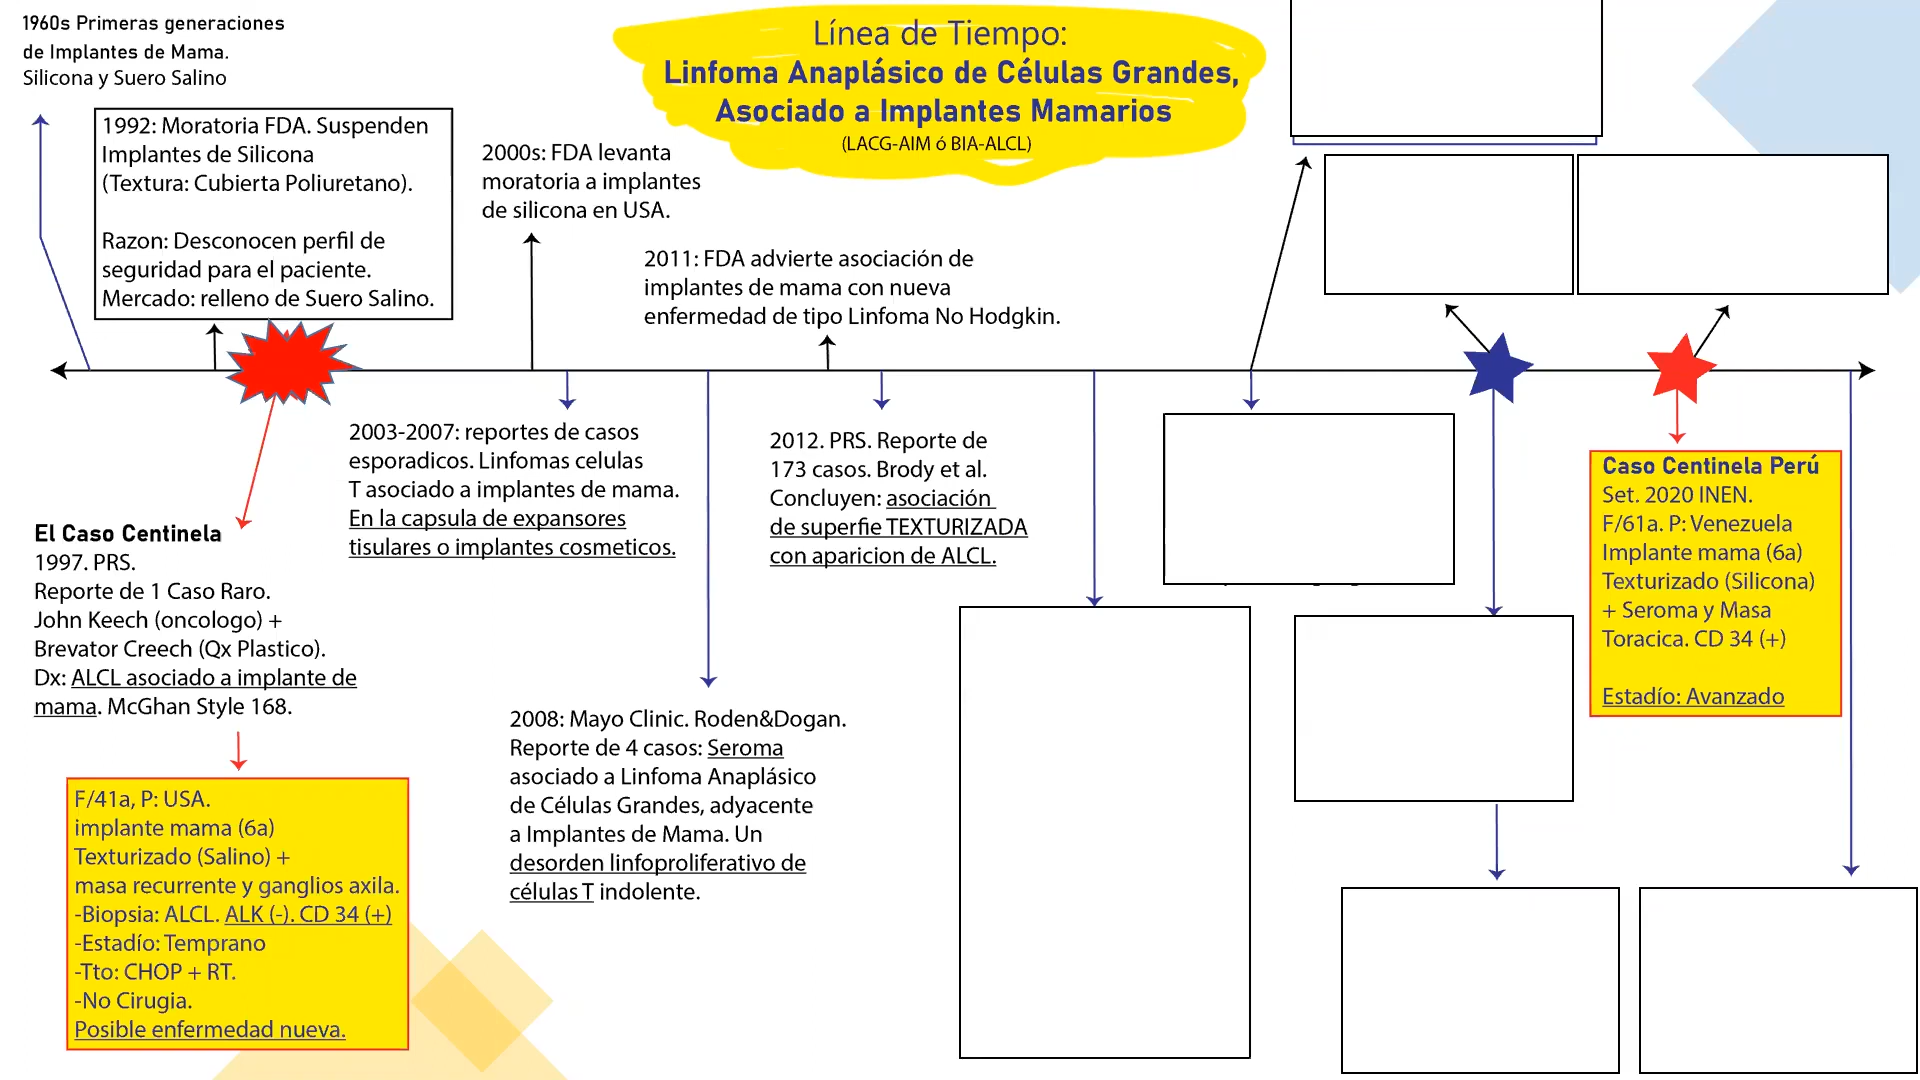 1960s Primeras generaciones
de Implantes de Mama.
Silicona y Suero Salino
Línea de Tiempo:
Linfoma Anaplásico de Células Grandes,
Asociado a Implantes Mamarios
(LACG-AIM ó BIA-ALCL)
1992: Moratoria FDA. Suspenden
Implantes de Silicona
(Textura: Cubierta Poliuretano).
Razon: Desconocen perfil de
seguridad para el paciente.
Mercado: relleno de Suero Salino.
2000s: FDA levanta
moratoria a implantes
de silicona en USA.
2011: FDA advierte asociación de
implantes de mama con nueva
enfermedad de tipo Linfoma No Hodgkin.
El Caso Centinela
1997. PRS.
Reporte de 1 Caso Raro.
John Keech (oncologo) +
Brevator Creech (Qx Plastico).
Dx: ALCL asociado a implante de
mama. McGhan Style 168.
F/41a, P: USA.
implante mama (6a)
Texturizado (Salino) +
masa recurrente y ganglios axila.
-Biopsia: ALCL. ALK (-). CD 34 (+)
-Estadío: Temprano
-Tto: CHOP + RT.
-No Cirugia.
Posible enfermedad nueva.
2003-2007: reportes de casos
esporadicos. Linfomas celulas
T asociado a implantes de mama.
En la capsula de expansores
tisulares o implantes cosmeticos.
2008: Mayo Clinic. Roden&Dogan.
Reporte de 4 casos: Seroma
asociado a Linfoma Anaplásico
de Células Grandes, adyacente
a Implantes de Mama. Un
desorden linfoproliferativo de
células T indolente.
2012. PRS. Reporte de
173 casos. Brody et al.
Concluyen: asociación
de superfie TEXTURIZADA
con aparicion de ALCL.
Caso Centinela Perú
Set. 2020 INEN.
F/61a. P: Venezuela
Implante mama (6a)
Texturizado (Silicona)
+ Seroma y Masa
Toracica. CD 34 (+)
Estadío: Avanzado